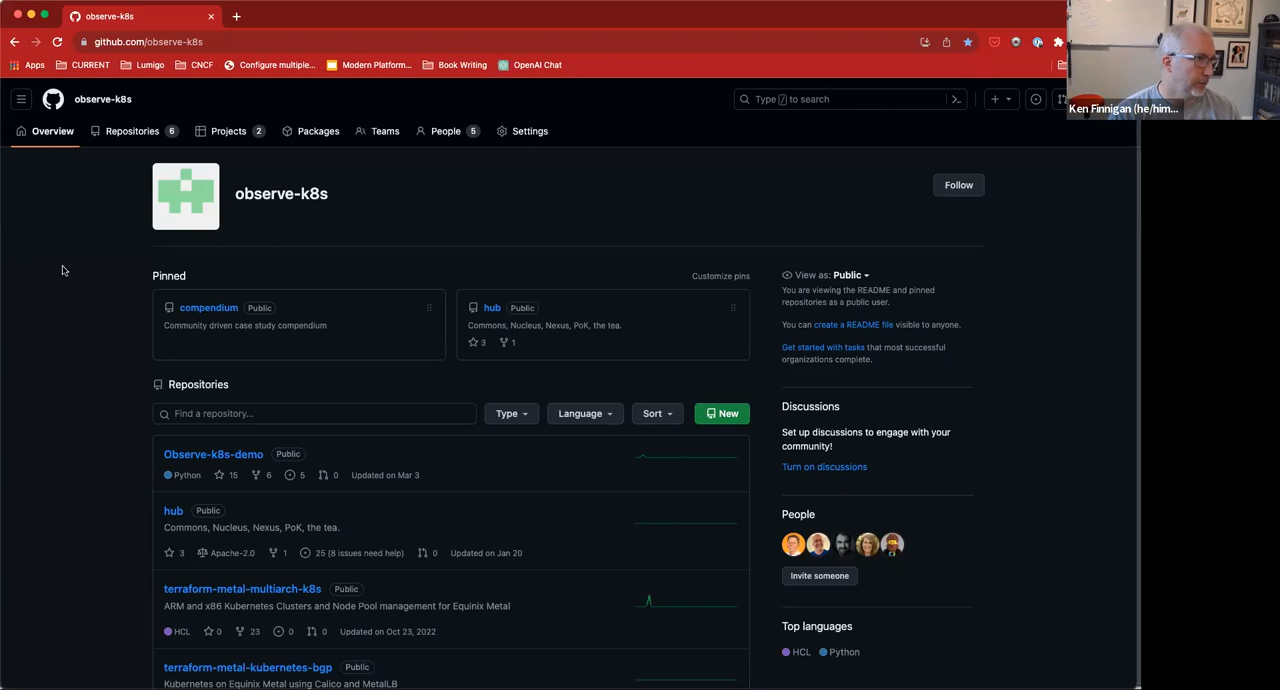 observe-k8s
github.com/observe-k8s
Apps
CURRENT
Lumigo
CNCF
Configure multiple...
Modern Platform...
Book Writing
OpenAI Chat
Ken Finnigan (he/him...
observe-k8s
Type / to search
Overview
Repositories 6
Projects 2
Packages
Teams
People 5
Settings
observe-k8s
Follow
Pinned
Customize pins
View as: Public
You are viewing the README and pinned
repositories as a public user.
You can create a README file visible to anyone.
Get started with tasks that most successful
organizations complete.
compendium Public
Community driven case study compendium
hub Public
Commons, Nucleus, Nexus, PoK, the tea.
3 1
Repositories
Find a repository...
Type
Language
Sort
New
Observe-k8s-demo Public
Python 15 6 5 0 Updated on Mar 3
hub Public
Commons, Nucleus, Nexus, PoK, the tea.
3 Apache-2.0 1 25 (8 issues need help) 0 Updated on Jan 20
terraform-metal-multiarch-k8s Public
ARM and x86 Kubernetes Clusters and Node Pool management for Equinix Metal
HCL 0 23 0 0 Updated on Oct 23, 2022
terraform-metal-kubernetes-bgp Public
Kubernetes on Equinix Metal using Calico and MetalLB
Discussions
Set up discussions to engage with your
community!
Turn on discussions
People
Invite someone
Top languages
HCL Python